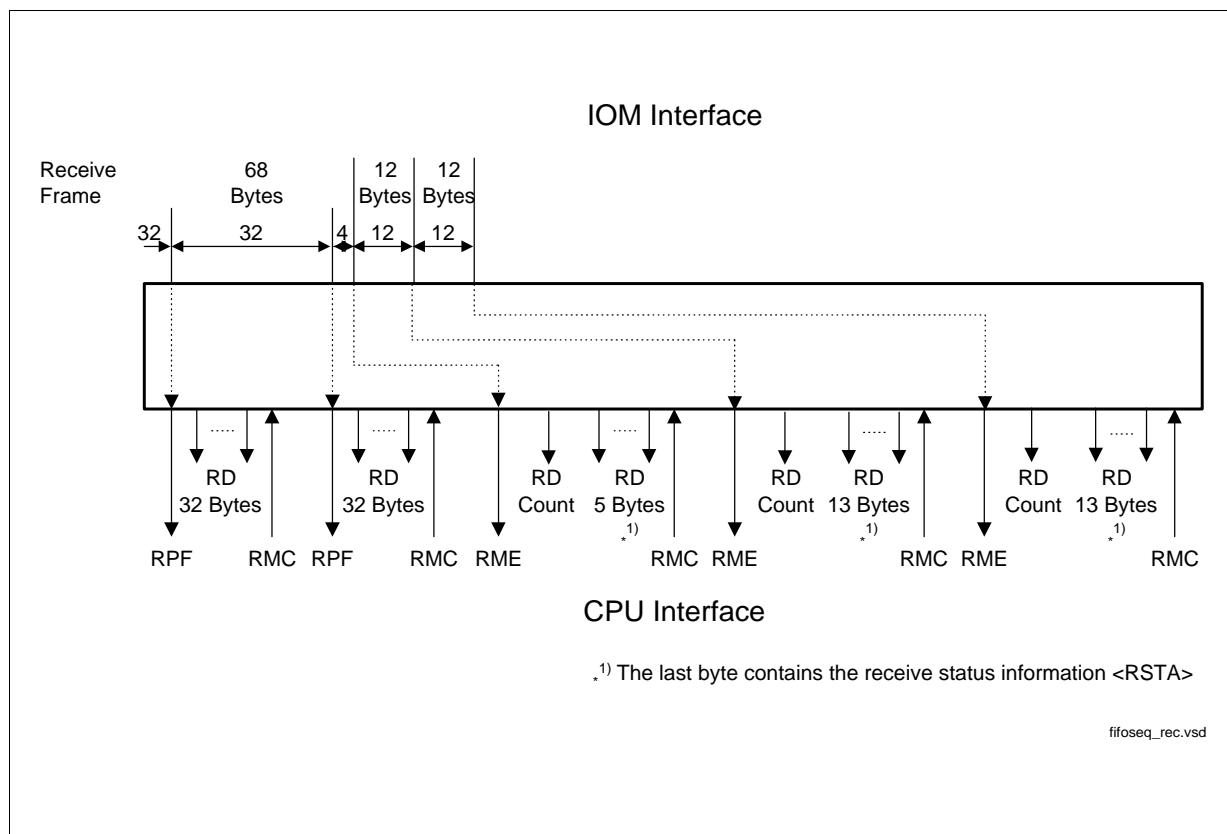 IOM Interface
Receive
Frame
68
Bytes
12
Bytes
12
Bytes
32
32
4
12
12
.....
.....
.....
.....
.....
RD
32 Bytes
RD
32 Bytes
RD
Count
RD
5 Bytes
*1)
RD
Count
RD
13 Bytes
*1)
RD
Count
RD
13 Bytes
*1)
RPF
RMC
RPF
RMC
RME
RMC
RME
RMC
RME
RMC
CPU Interface
*1) The last byte contains the receive status information <RSTA>
fifoseq_rec.vsd